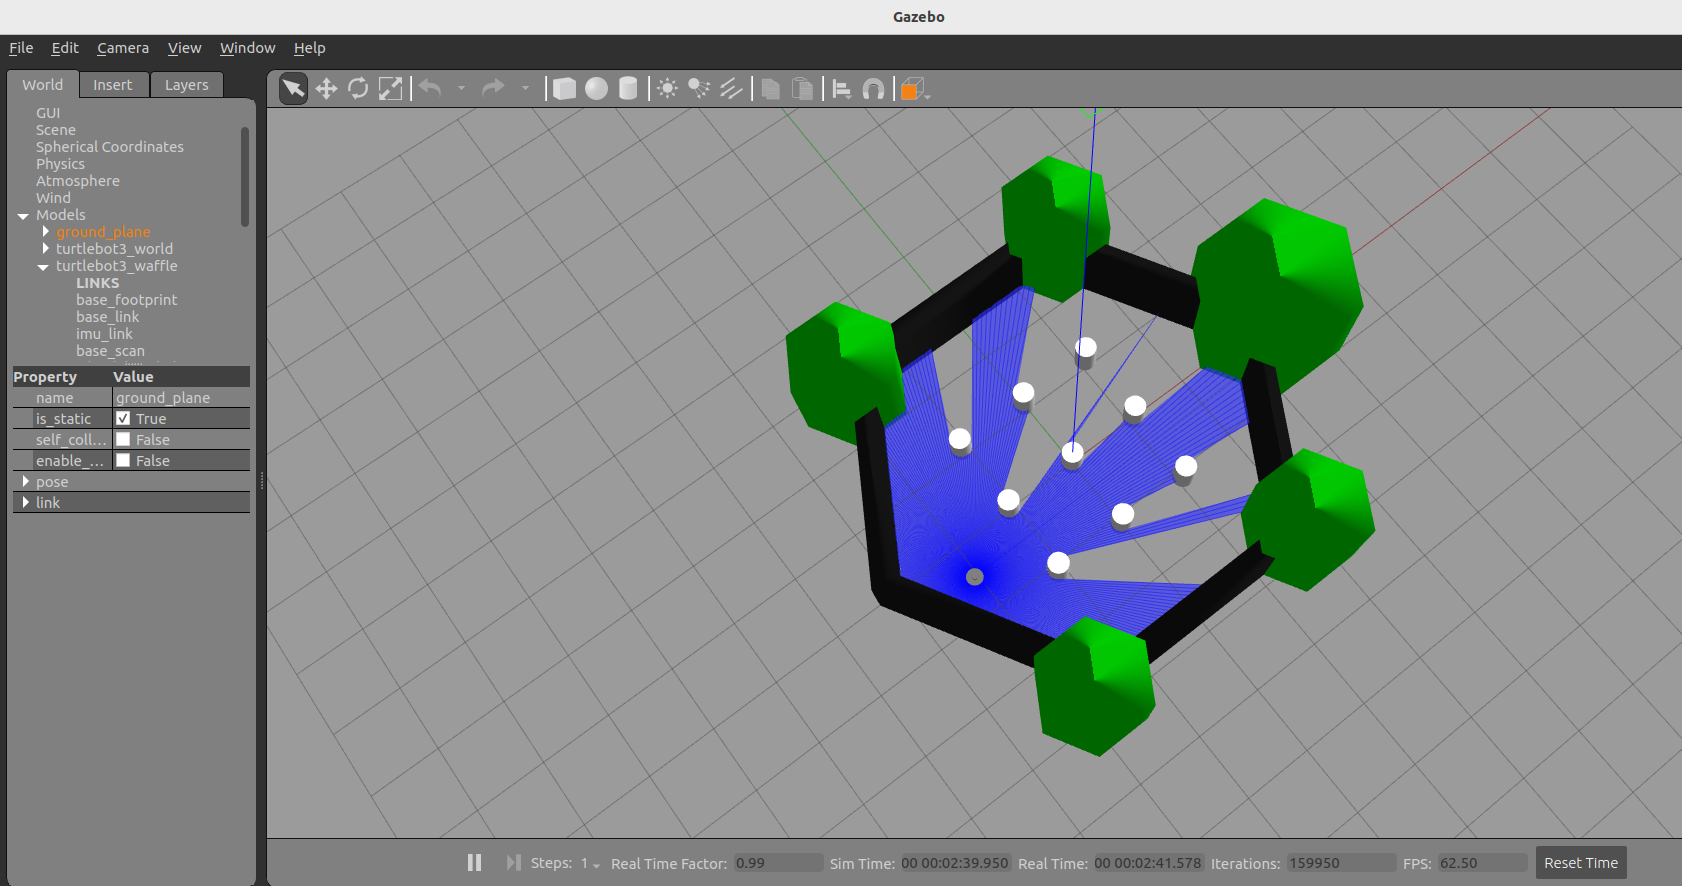 Gazebo
File Edit Camera View Window Help
World Insert Layers
GUI
Scene
Spherical Coordinates
Physics
Atmosphere
Wind
Models
ground_plane
turtlebot3_world
turtlebot3_waffle
LINKS
base_footprint
base_link
imu_link
base_scan
Property Value
name ground_plane
is_static True
self_coll... False
enable_... False
pose
link
Steps: 1 Real Time Factor: 0.99 Sim Time: 00 00:02:39.950 Real Time: 00 00:02:41.578 Iterations: 159950 FPS: 62.50 Reset Time